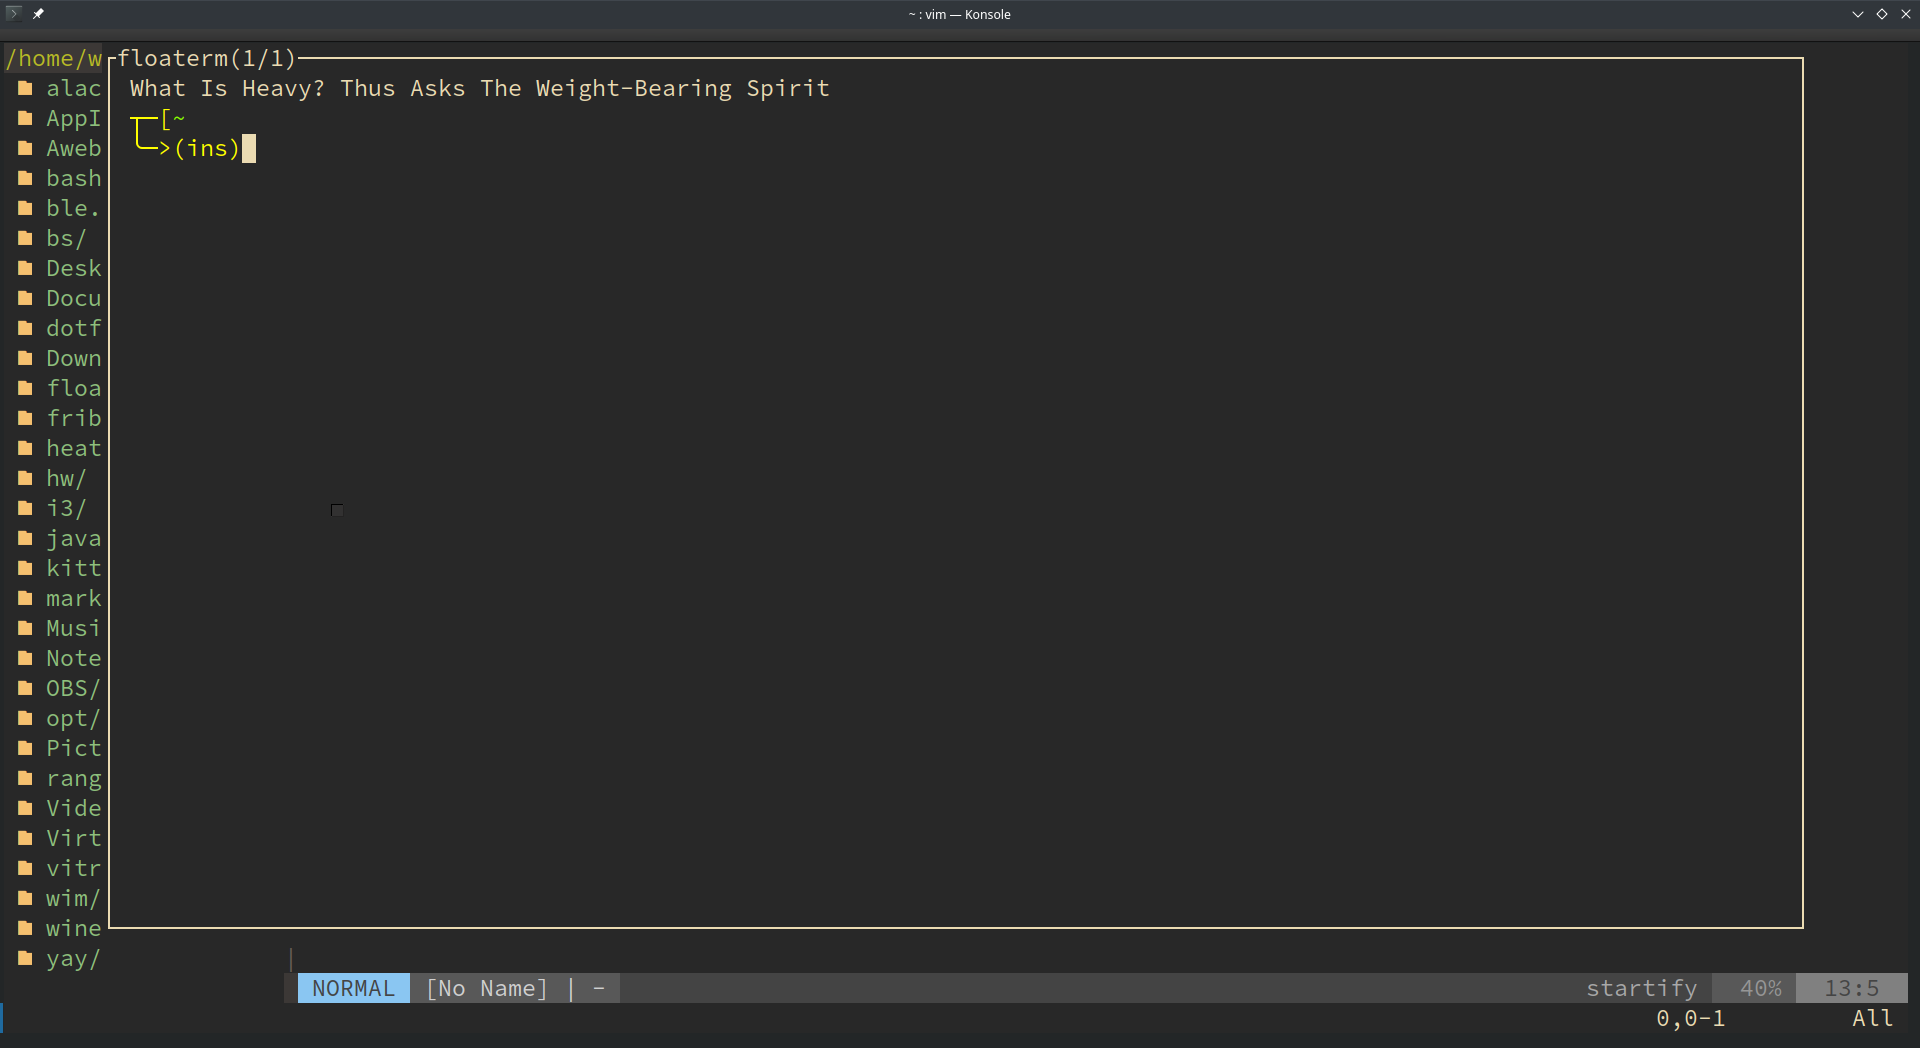 ~ : vim — Konsole
/home/w
floaterm(1/1)
What Is Heavy? Thus Asks The Weight-Bearing Spirit
[~
>(ins)
alac
AppI
Aweb
bash
ble.
bs/
Desk
Docu
dotf
Down
floa
frib
heat
hw/
i3/
java
kitt
mark
Musi
Note
OBS/
opt/
Pict
rang
Vide
Virt
vitr
wim/
wine
yay/
NORMAL [No Name] | - startify 40% 13:5
0,0-1 All